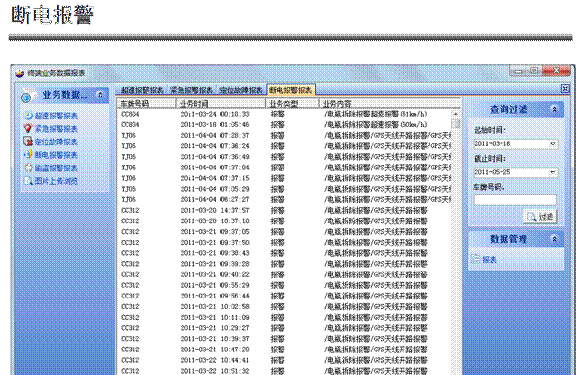 断电报警
终端业务数据报表
业务数据...
超速报警报表
紧急报警报表
定位故障报表
断电报警报表
偷盗报警报表
图片上传浏览
超速报警报表 紧急报警报表 定位故障报表 断电报警报表
车牌号码 业务时间 业务类型 业务内容
CC804 2011-03-24 00:18:33 报警 /电瓶拆除报警超速报警(81km/h)
CC804 2011-03-18 01:05:46 报警 /电瓶拆除报警超速报警(80km/h)
TJ06 2011-04-04 07:28:37 报警 /电瓶拆除报警/GPS天线开路报警/GPS天线
TJ06 2011-04-04 07:36:24 报警 /电瓶拆除报警/GPS天线开路报警/GPS天线
TJ06 2011-04-04 07:36:49 报警 /电瓶拆除报警/GPS天线开路报警/GPS天线
TJ06 2011-04-04 07:37:04 报警 /电瓶拆除报警/GPS天线开路报警/GPS天线
TJ06 2011-04-04 07:37:15 报警 /电瓶拆除报警/GPS天线开路报警/GPS天线
TJ06 2011-04-04 07:05:29 报警 /电瓶拆除报警/GPS天线开路报警/GPS天线
TJ06 2011-04-04 06:27:27 报警 /电瓶拆除报警/GPS天线开路报警/GPS天线
CC312 2011-03-20 14:37:57 报警 /电瓶拆除报警/GPS天线开路报警
CC312 2011-03-20 10:37:10 报警 /电瓶拆除报警/GPS天线开路报警
CC312 2011-03-21 09:37:05 报警 /电瓶拆除报警/GPS天线开路报警
CC312 2011-03-21 09:37:50 报警 /电瓶拆除报警/GPS天线开路报警
CC312 2011-03-21 09:38:43 报警 /电瓶拆除报警/GPS天线开路报警
CC312 2011-03-21 09:39:28 报警 /电瓶拆除报警/GPS天线开路报警
CC312 2011-03-21 09:40:22 报警 /电瓶拆除报警/GPS天线开路报警
CC312 2011-03-21 09:55:29 报警 /电瓶拆除报警/GPS天线开路报警
CC312 2011-03-21 09:56:44 报警 /电瓶拆除报警/GPS天线开路报警
CC312 2011-03-21 10:02:58 报警 /电瓶拆除报警/GPS天线开路报警
CC312 2011-03-21 10:11:09 报警 /电瓶拆除报警/GPS天线开路报警
CC312 2011-03-21 10:29:27 报警 /电瓶拆除报警/GPS天线开路报警
CC312 2011-03-21 10:39:37 报警 /电瓶拆除报警/GPS天线开路报警
CC312 2011-03-21 10:47:20 报警 /电瓶拆除报警/GPS天线开路报警
CC312 2011-03-22 10:44:41 报警 /电瓶拆除报警/GPS天线开路报警
CC312 2011-03-22 10:51:32 报警 /电瓶拆除报警/GPS天线开路报警
查询过滤
起始时间:
2011-03-16
截止时间:
2011-05-25
车牌号码:
过滤
数据管理
报表